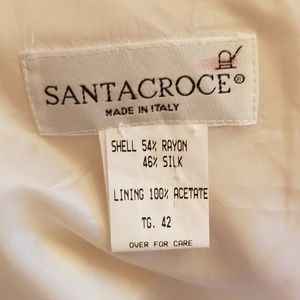 SANTACROCE®
MADE IN ITALY
SHELL 54% RAYON
46% SILK
LINING 100% ACETATE
TG. 42
OVER FOR CARE